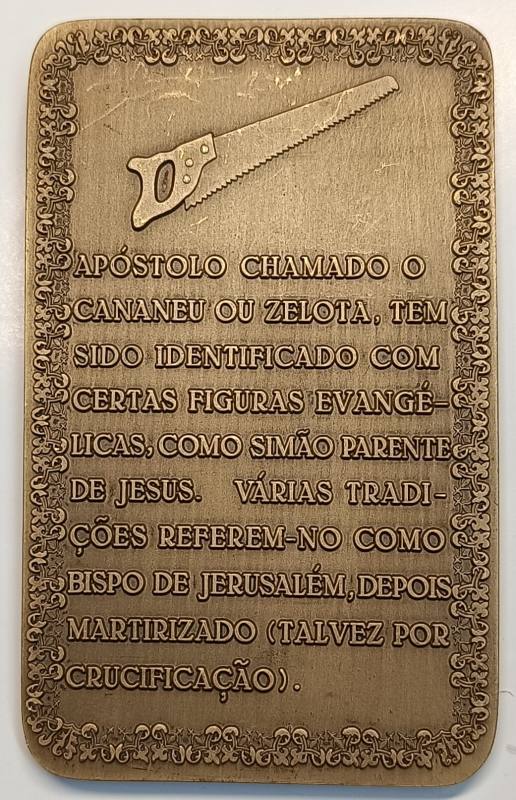 APÓSTOLO CHAMADO O
CANANEU OU ZELOTA, TEM
SIDO IDENTIFICADO COM
CERTAS FIGURAS EVANGÉ-
LICAS, COMO SIMÃO PARENTE
DE JESUS. VÁRIAS TRADI-
ÇÕES REFEREM-NO COMO
BISPO DE JERUSALÉM, DEPOIS
MARTIRIZADO (TALVEZ POR
CRUCIFICAÇÃO).